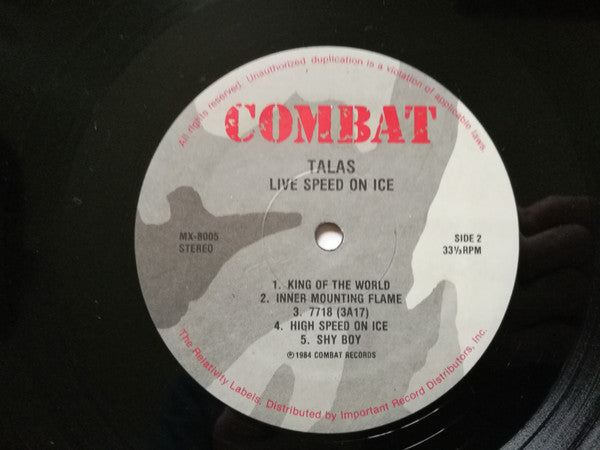 All rights reserved. Unauthorized duplication is a violation of applicable laws.
COMBAT
TALAS
LIVE SPEED ON ICE
MX-8005
STEREO
SIDE 2
33⅓RPM
1. KING OF THE WORLD
2. INNER MOUNTING FLAME
3. 7718 (3A17)
4. HIGH SPEED ON ICE
5. SHY BOY
℗1984 COMBAT RECORDS
The Relativity Labels. Distributed by Important Record Distributors, Inc.